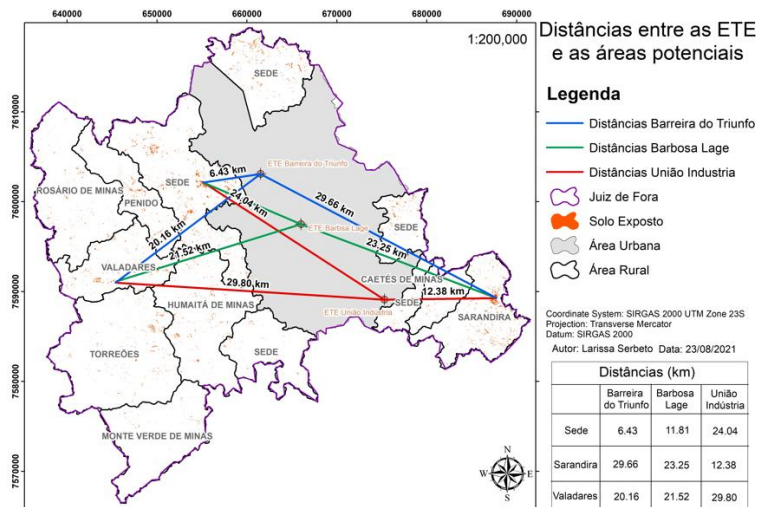 640000 650000 660000 670000 680000 690000
Distâncias entre as ETE
e as áreas potenciais
1:200,000
Legenda
Distâncias Barreira do Triunfo
Distâncias Barbosa Lage
Distâncias União Industria
Juiz de Fora
Solo Exposto
Área Urbana
Área Rural
Coordinate System: SIRGAS 2000 UTM Zone 23S
Projection: Transverse Mercator
Datum: SIRGAS 2000
Autor: Larissa Serbeto Data: 23/08/2021
Distâncias (km)
Barreira do Triunfo Barbosa Lage União Indústria
Sede 6.43 11.81 24.04
Sarandira 29.66 23.25 12.38
Valadares 20.16 21.52 29.80
7610000
7600000
7590000
7580000
7570000
SEDE
ETE Barreira do Triunfo
6.43 km
SEDE
ROSÁRIO DE MINAS
PENIDO
24.04 km
29.66 km
ETE Barbosa Lage
SEDE
20.16 km
21.52 km
23.25 km
VALADARES
CAETÉS DE MINAS
29.80 km
12.38 km
HUMAITÁ DE MINAS
SEDE
ETE União Indústria
SARANDIRA
TORREÕES
SEDE
MONTE VERDE DE MINAS
N
W E
S